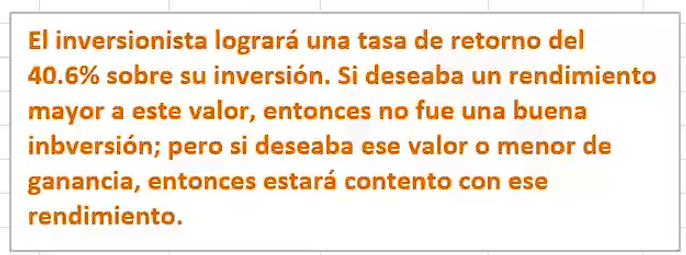 El inversionista logrará una tasa de retorno del
40.6% sobre su inversión. Si deseaba un rendimiento
mayor a este valor, entonces no fue una buena
inbversión; pero si deseaba ese valor o menor de
ganancia, entonces estará contento con ese
rendimiento.